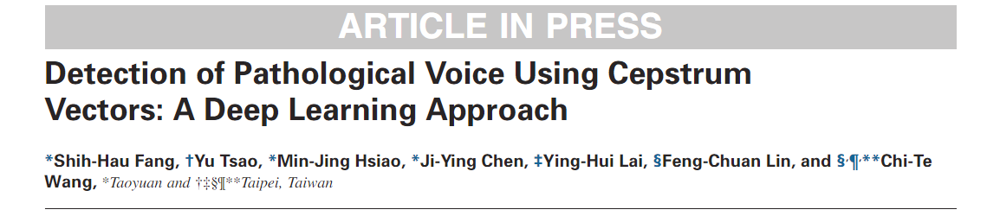 ARTICLE IN PRESS
Detection of Pathological Voice Using Cepstrum
Vectors: A Deep Learning Approach
*Shih-Hau Fang, †Yu Tsao, *Min-Jing Hsiao, *Ji-Ying Chen, ‡Ying-Hui Lai, §Feng-Chuan Lin, and §,¶,**Chi-Te
Wang, *Taoyuan and †‡§¶**Taipei, Taiwan